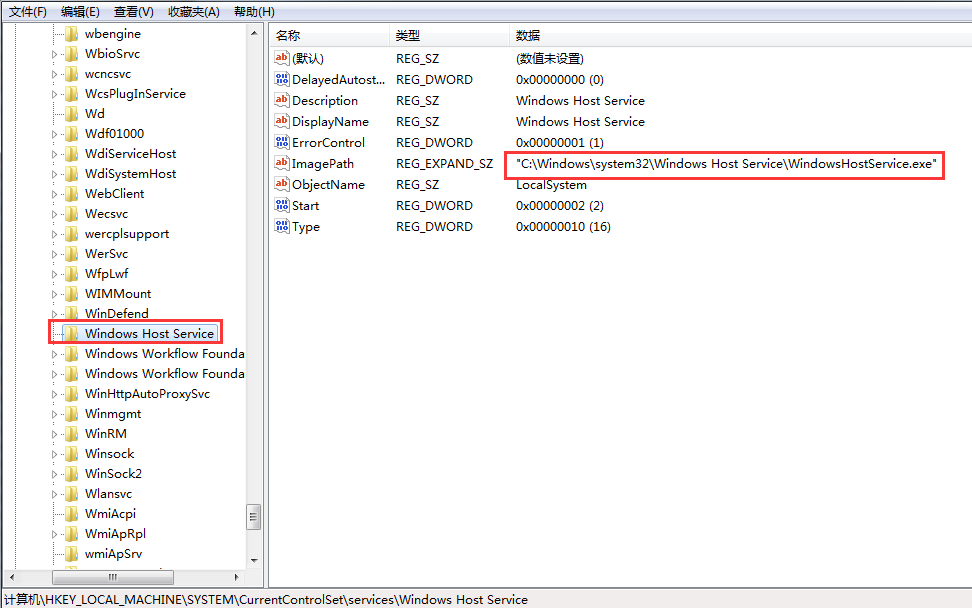 文件(F) 编辑(E) 查看(V) 收藏夹(A) 帮助(H)
wbengine
WbioSrvc
wcncsvc
WcsPlugInService
Wd
Wdf01000
WdiServiceHost
WdiSystemHost
WebClient
Wecsvc
wercplsupport
WerSvc
WfpLwf
WIMMount
WinDefend
Windows Host Service
Windows Workflow Founda
Windows Workflow Founda
WinHttpAutoProxySvc
Winmgmt
WinRM
Winsock
WinSock2
Wlansvc
WmiAcpi
WmiApRpl
wmiApSrv
名称 类型 数据
(默认) REG_SZ (数值未设置)
DelayedAutost... REG_DWORD 0x00000000 (0)
Description REG_SZ Windows Host Service
DisplayName REG_SZ Windows Host Service
ErrorControl REG_DWORD 0x00000001 (1)
ImagePath REG_EXPAND_SZ "C:\Windows\system32\Windows Host Service\WindowsHostService.exe"
ObjectName REG_SZ LocalSystem
Start REG_DWORD 0x00000002 (2)
Type REG_DWORD 0x00000010 (16)
计算机\HKEY_LOCAL_MACHINE\SYSTEM\CurrentControlSet\services\Windows Host Service